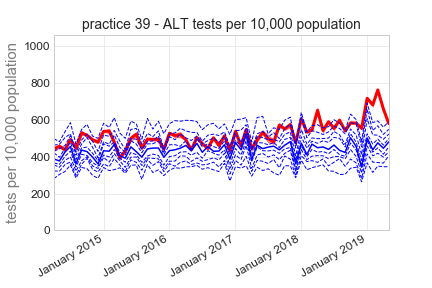 practice 39 - ALT tests per 10,000 population
tests per 10,000 population
1000
800
600
400
200
0
January 2015
January 2016
January 2017
January 2018
January 2019